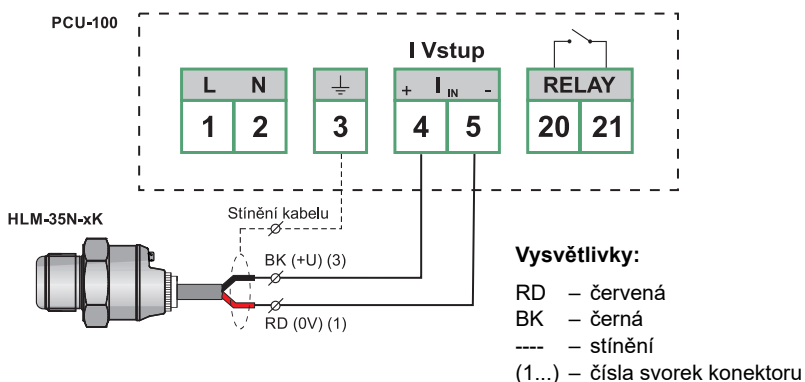 PCU-100
I Vstup
L N
+ I IN -
RELAY
1 2
3
4 5
20 21
HLM-35N-xK
Stínění kabelu
BK (+U) (3)
RD (0V) (1)
Vysvětlivky:
RD – červená
BK – černá
---- – stínění
(1...) – čísla svorek konektoru